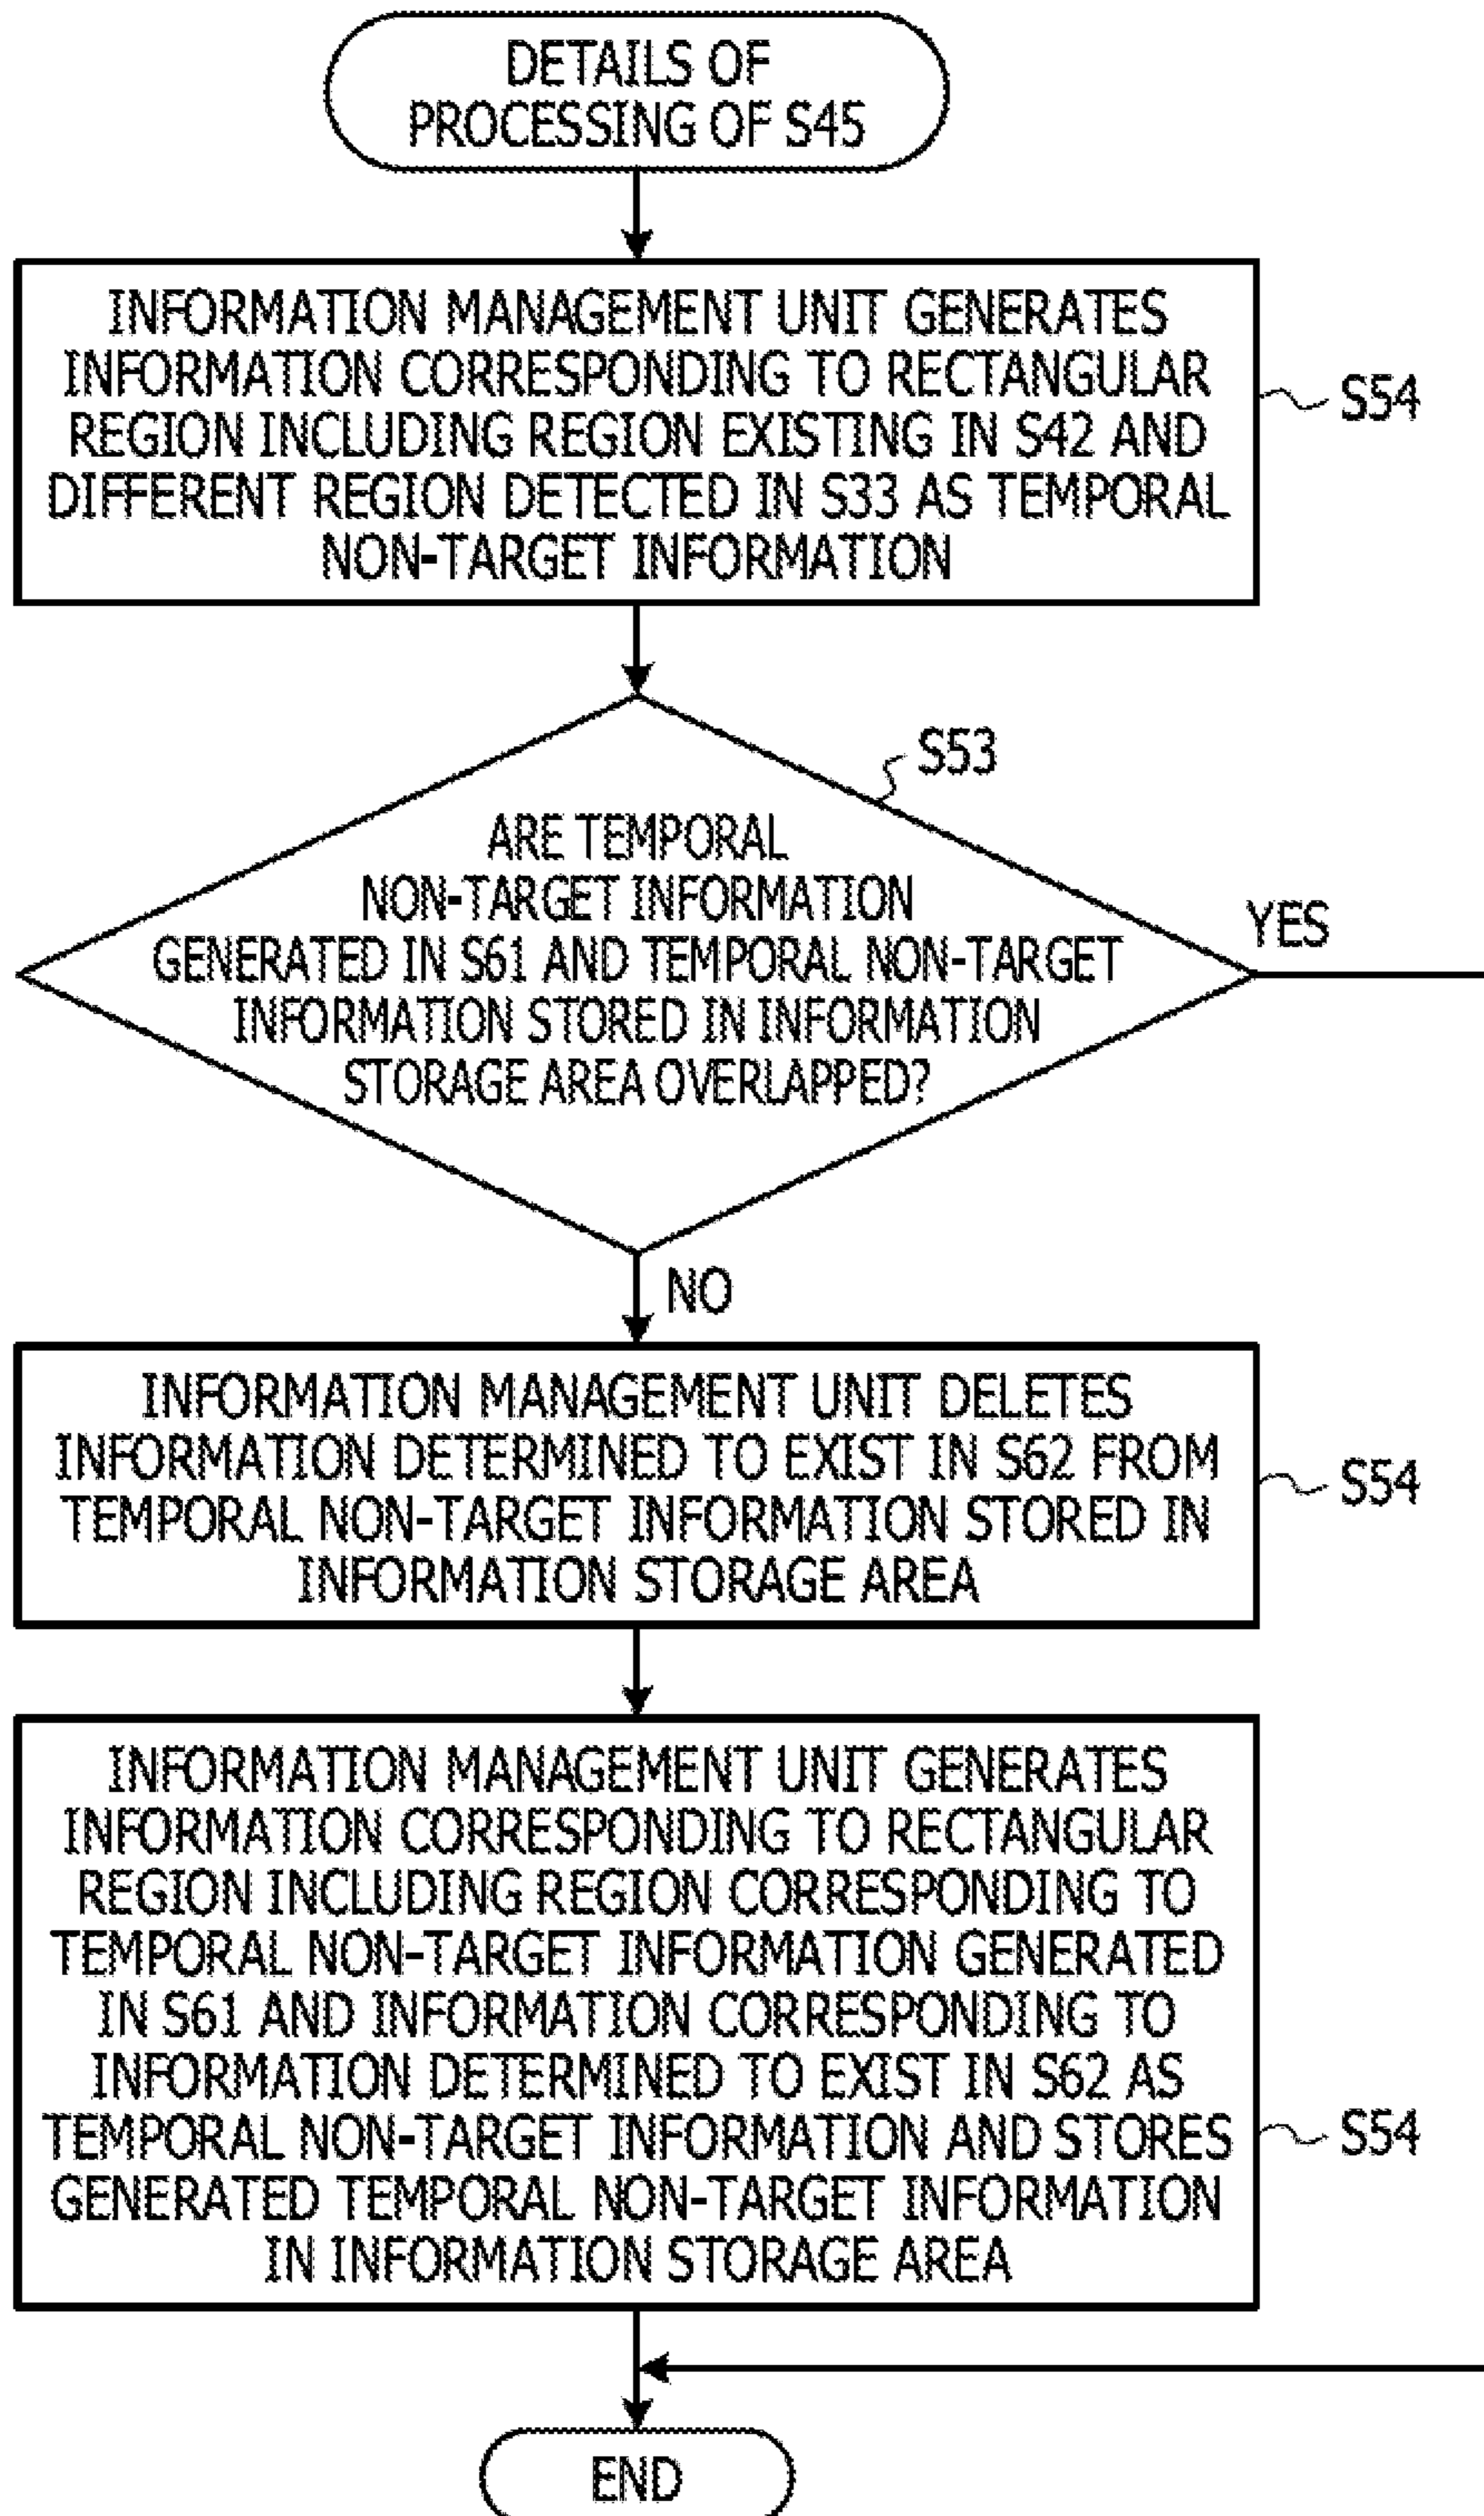 DETAILS OF
PROCESSING OF S45
INFORMATION MANAGEMENT UNIT GENERATES
INFORMATION CORRESPONDING TO RECTANGULAR
REGION INCLUDING REGION EXISTING IN S42 AND
DIFFERENT REGION DETECTED IN S33 AS TEMPORAL
NON-TARGET INFORMATION
S54
S53
ARE TEMPORAL
NON-TARGET INFORMATION
GENERATED IN S61 AND TEMPORAL NON-TARGET
INFORMATION STORED IN INFORMATION
STORAGE AREA OVERLAPPED?
YES
NO
INFORMATION MANAGEMENT UNIT DELETES
INFORMATION DETERMINED TO EXIST IN S62 FROM
TEMPORAL NON-TARGET INFORMATION STORED IN
INFORMATION STORAGE AREA
S54
INFORMATION MANAGEMENT UNIT GENERATES
INFORMATION CORRESPONDING TO RECTANGULAR
REGION INCLUDING REGION CORRESPONDING TO
TEMPORAL NON-TARGET INFORMATION GENERATED
IN S61 AND INFORMATION CORRESPONDING TO
INFORMATION DETERMINED TO EXIST IN S62 AS
TEMPORAL NON-TARGET INFORMATION AND STORES
GENERATED TEMPORAL NON-TARGET INFORMATION
IN INFORMATION STORAGE AREA
S54
END